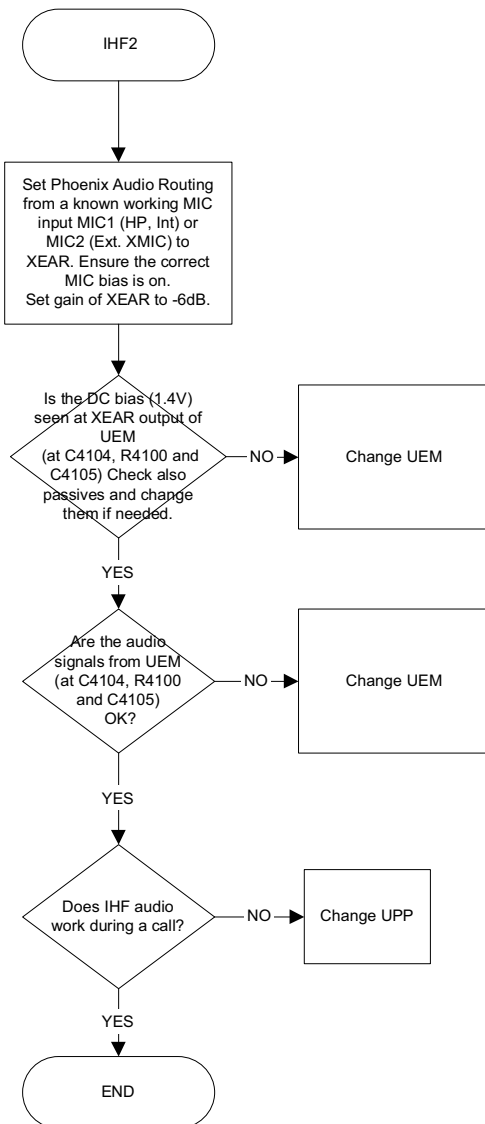 IHF2
Set Phoenix Audio Routing
from a known working MIC
input MIC1 (HP, Int) or
MIC2 (Ext. XMIC) to
XEAR. Ensure the correct
MIC bias is on.
Set gain of XEAR to -6dB.
Is the DC bias (1.4V)
seen at XEAR output of
UEM
(at C4104, R4100 and
C4105) Check also
passives and change
them if needed.
NO
Change UEM
YES
Are the audio
signals from UEM
(at C4104, R4100
and C4105)
OK?
NO
Change UEM
YES
Does IHF audio
work during a call?
NO
Change UPP
YES
END